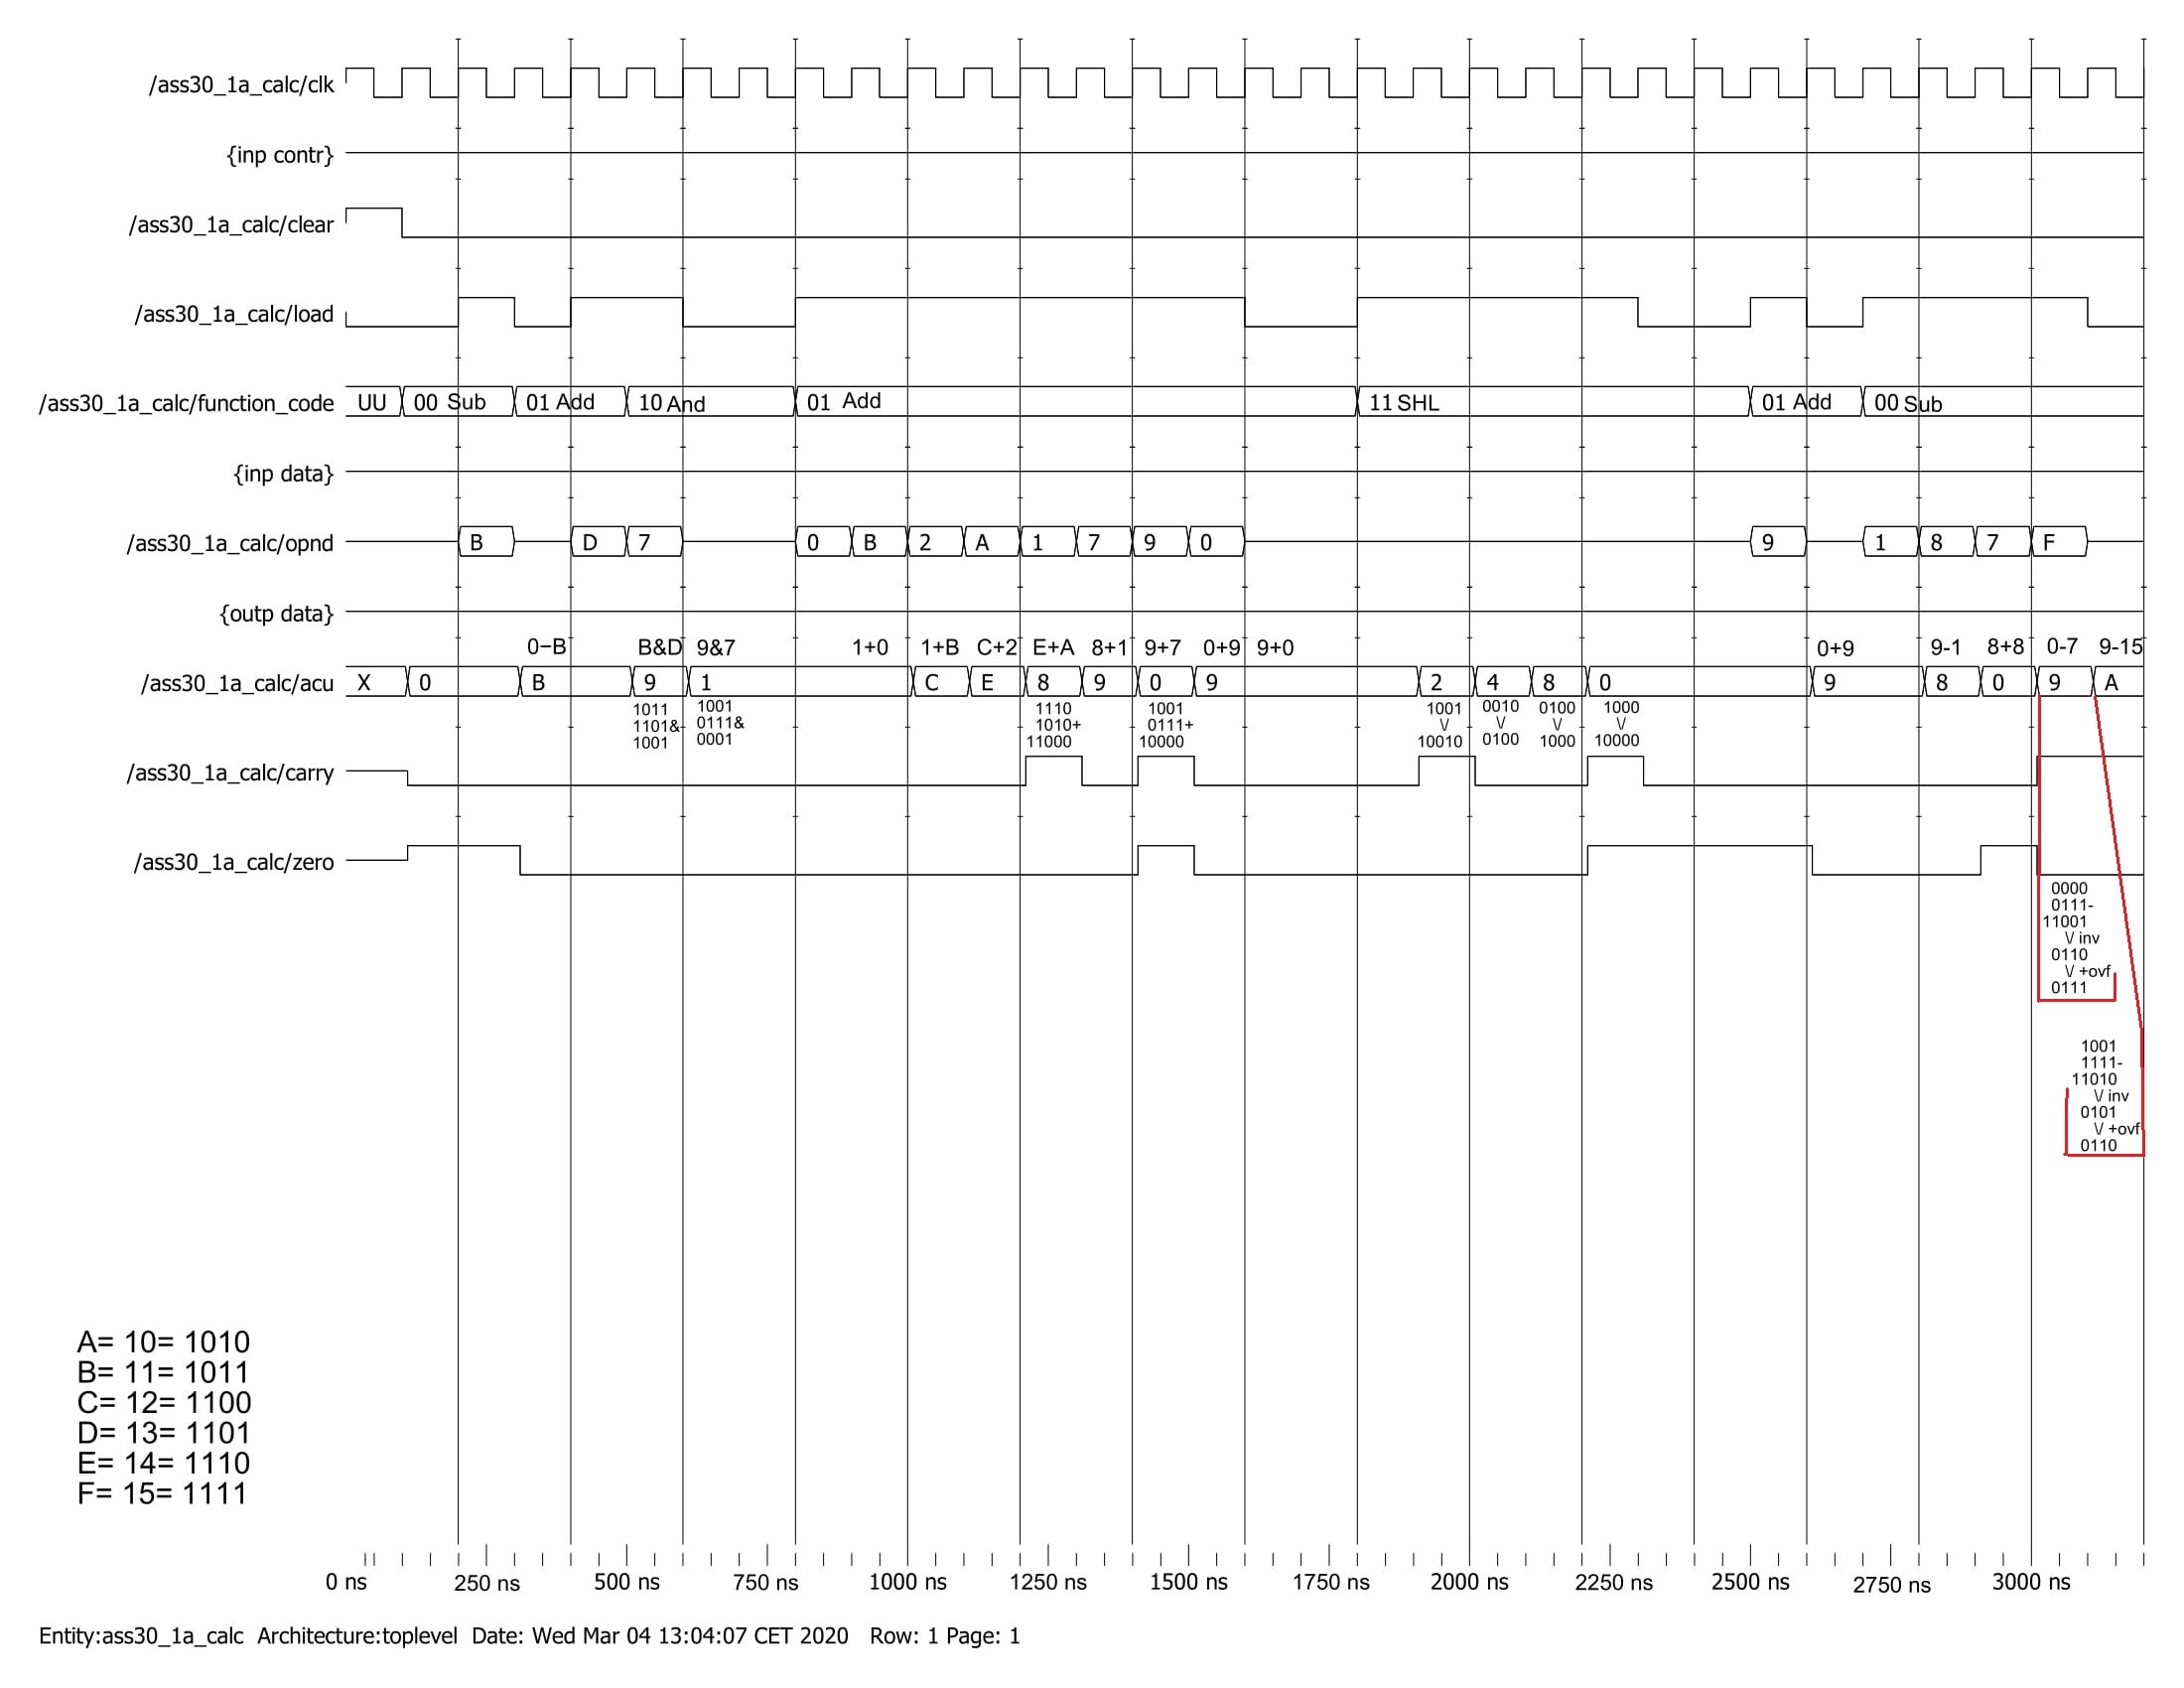 /ass30_1a_calc/clk
{inp contr}
/ass30_1a_calc/clear
/ass30_1a_calc/load
/ass30_1a_calc/function_code UU 00 Sub 01 Add 10 And 01 Add 11 SHL 01 Add 00 Sub
{inp data}
/ass30_1a_calc/opnd B D 7 0 B 2 A 1 7 9 0 9 1 8 7 F
{outp data}
0−B B&D 9&7 1+0 1+B C+2 E+A 8+1 9+7 0+9 9+0 0+9 9-1 8+8 0-7 9-15
/ass30_1a_calc/acu X 0 B 9 1 C E 8 9 0 9 2 4 8 0 9 8 0 9 A
1011 1001 1110 1001 1001 0010 0100 1000
1101& 0111& 1010+ 0111+ \/ \/ \/ \/
1001 0001 11000 10000 10010 0100 1000 10000
/ass30_1a_calc/carry
/ass30_1a_calc/zero
0000
0111-
11001
\/ inv
0110
\/ +ovf
0111
1001
1111-
11010
\/ inv
0101
\/ +ovf
0110
A= 10= 1010
B= 11= 1011
C= 12= 1100
D= 13= 1101
E= 14= 1110
F= 15= 1111
0 ns 250 ns 500 ns 750 ns 1000 ns 1250 ns 1500 ns 1750 ns 2000 ns 2250 ns 2500 ns 2750 ns 3000 ns
Entity:ass30_1a_calc Architecture:toplevel Date: Wed Mar 04 13:04:07 CET 2020 Row: 1 Page: 1